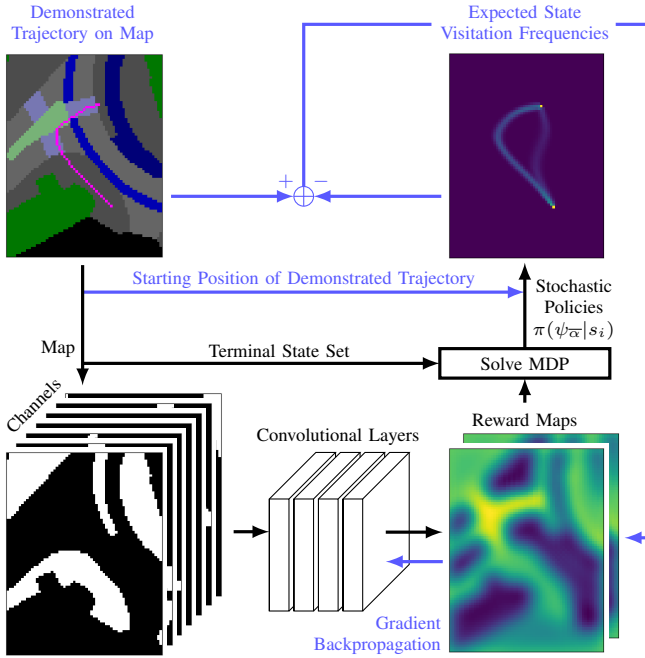 Demonstrated
Trajectory on Map
Expected State
Visitation Frequencies
+
−
Starting Position of Demonstrated Trajectory
Stochastic
Policies
π(ψ_α̅|s_i)
Map
Terminal State Set
Solve MDP
Channels
Convolutional Layers
Reward Maps
Gradient
Backpropagation